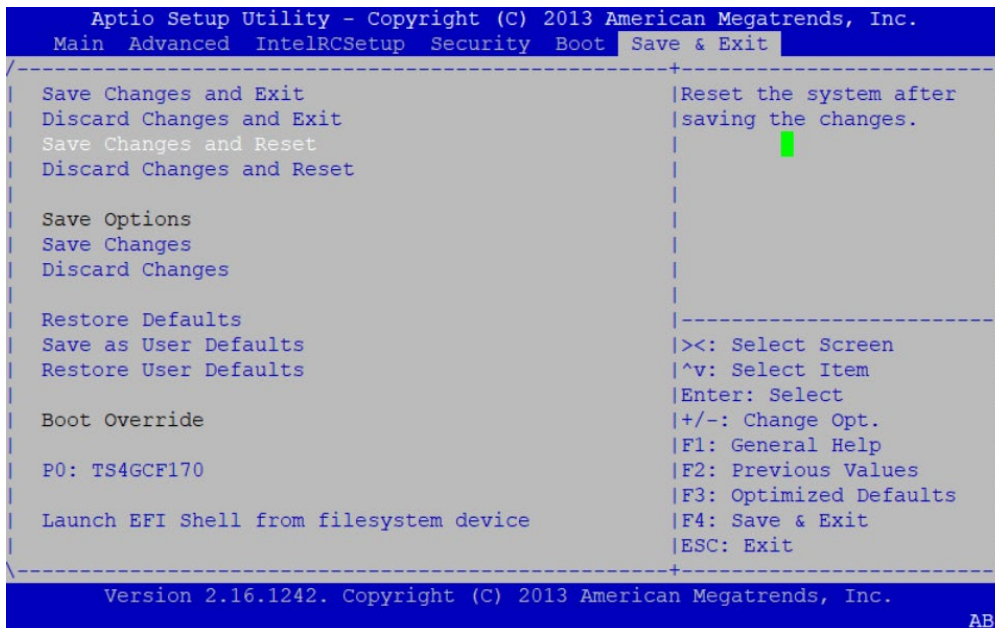 Aptio Setup Utility - Copyright (C) 2013 American Megatrends, Inc.
Main Advanced IntelRCSetup Security Boot Save & Exit
Save Changes and Exit
Discard Changes and Exit
Save Changes and Reset
Discard Changes and Reset
Save Options
Save Changes
Discard Changes
Restore Defaults
Save as User Defaults
Restore User Defaults
Boot Override
P0: TS4GCF170
Launch EFI Shell from filesystem device
Reset the system after
saving the changes.
><: Select Screen
^v: Select Item
Enter: Select
+/-: Change Opt.
F1: General Help
F2: Previous Values
F3: Optimized Defaults
F4: Save & Exit
ESC: Exit
Version 2.16.1242. Copyright (C) 2013 American Megatrends, Inc.
AB